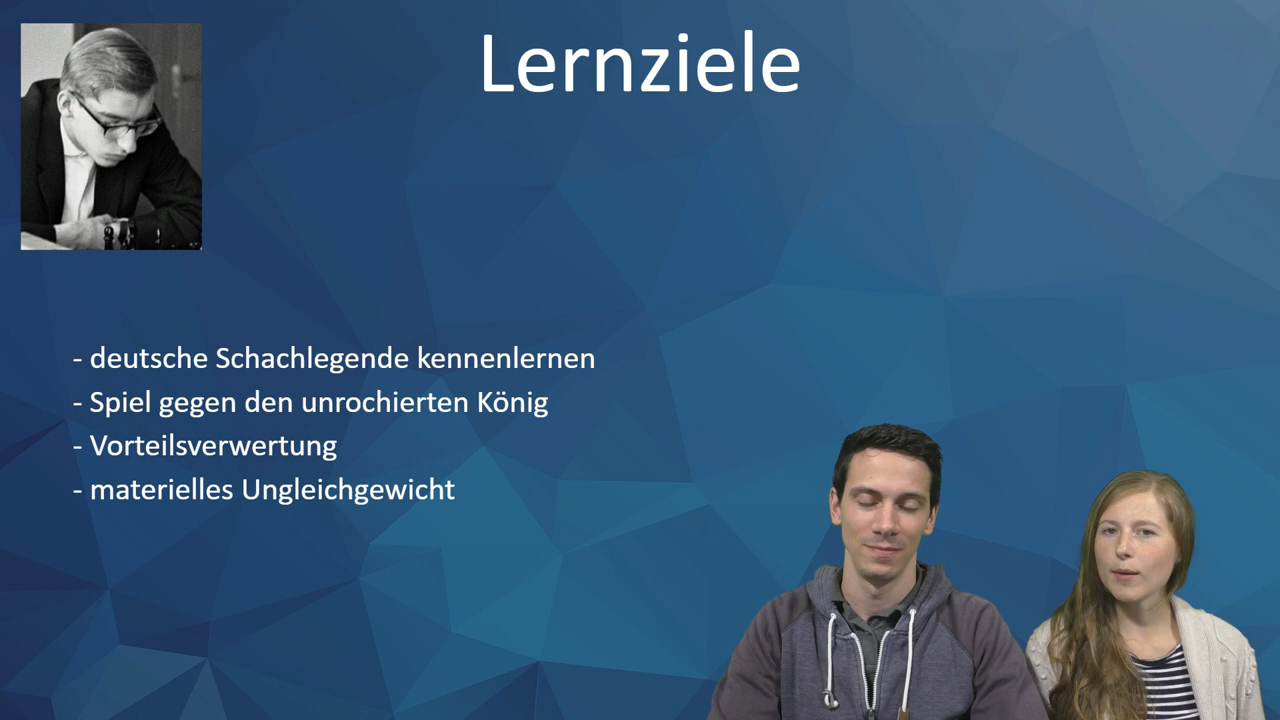 Lernziele
- deutsche Schachlegende kennenlernen
- Spiel gegen den unrochierten König
- Vorteilsverwertung
- materielles Ungleichgewicht